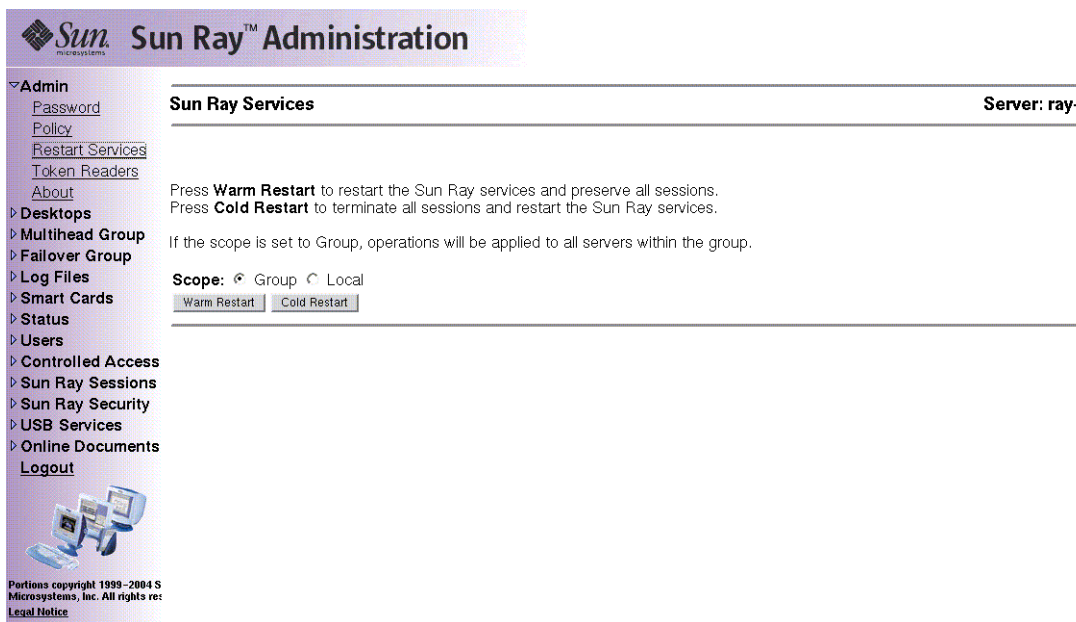 Sun microsystems Sun Ray™ Administration
Admin
Password
Policy
Restart Services
Token Readers
About
Desktops
Multihead Group
Failover Group
Log Files
Smart Cards
Status
Users
Controlled Access
Sun Ray Sessions
Sun Ray Security
USB Services
Online Documents
Logout
Portions copyright 1999-2004 S
Microsystems, Inc. All rights res
Legal Notice
Sun Ray Services Server: ray-
Press Warm Restart to restart the Sun Ray services and preserve all sessions.
Press Cold Restart to terminate all sessions and restart the Sun Ray services.
If the scope is set to Group, operations will be applied to all servers within the group.
Scope: Group Local
Warm Restart Cold Restart